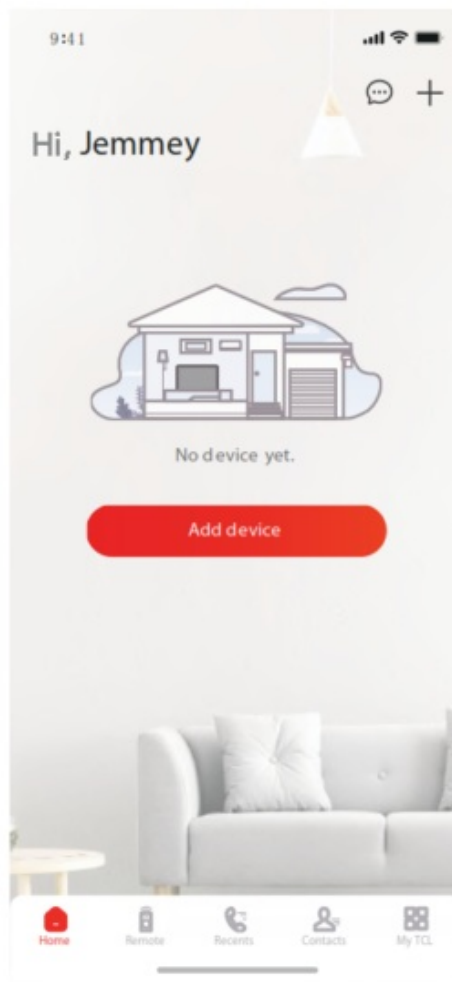 9:41
Hi, Jemmey
No device yet.
Add device
Home Remote Recents Contacts My TCL